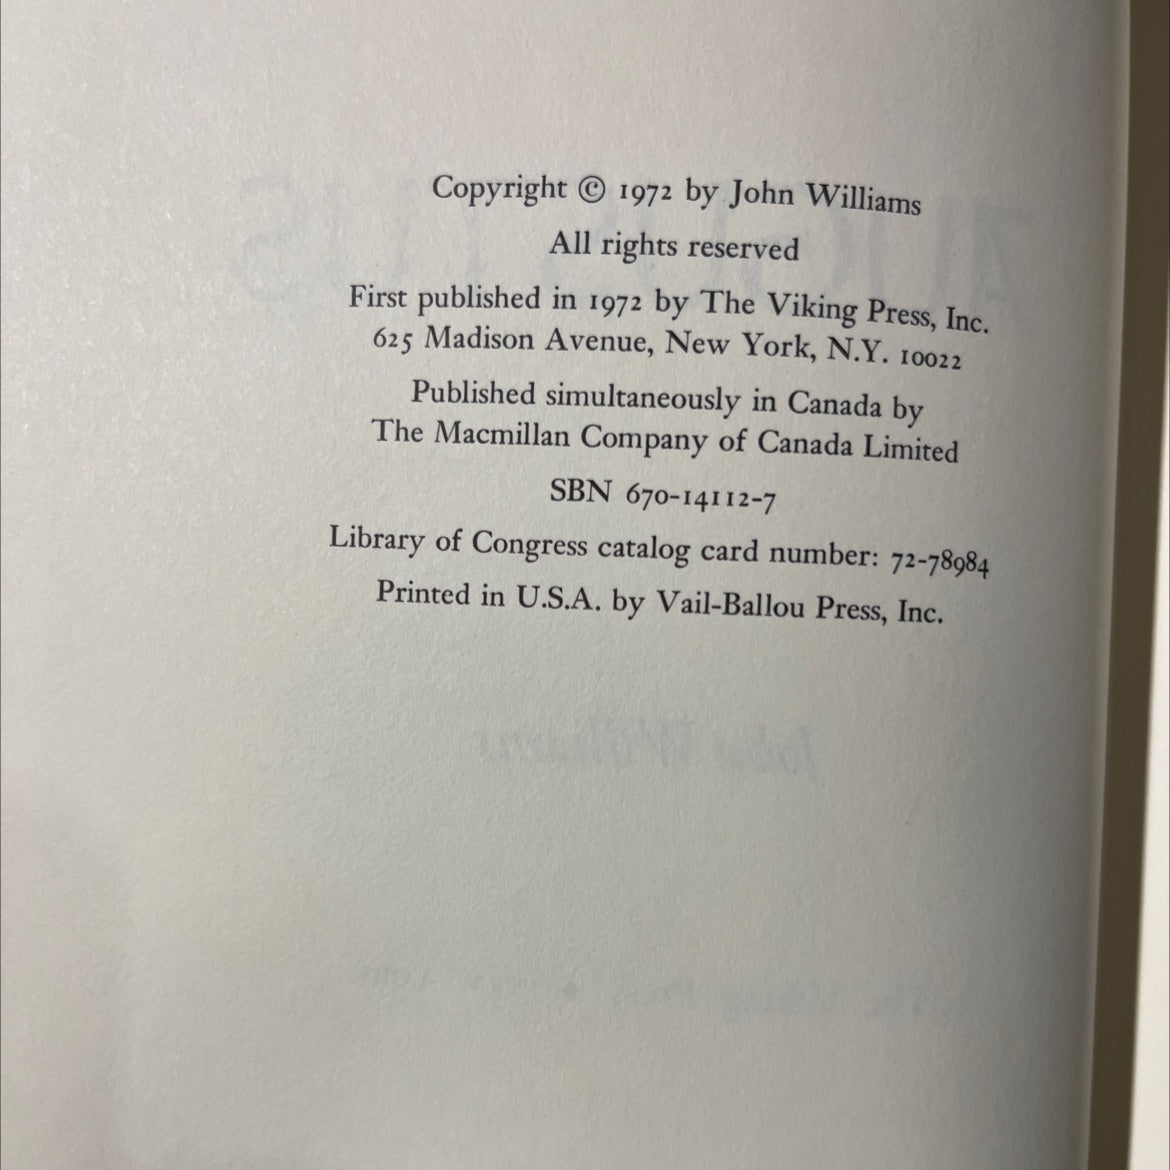 Copyright © 1972 by John Williams
All rights reserved
First published in 1972 by The Viking Press, Inc.
625 Madison Avenue, New York, N.Y. 10022
Published simultaneously in Canada by
The Macmillan Company of Canada Limited
SBN 670-14112-7
Library of Congress catalog card number: 72-78984
Printed in U.S.A. by Vail-Ballou Press, Inc.
John Williams